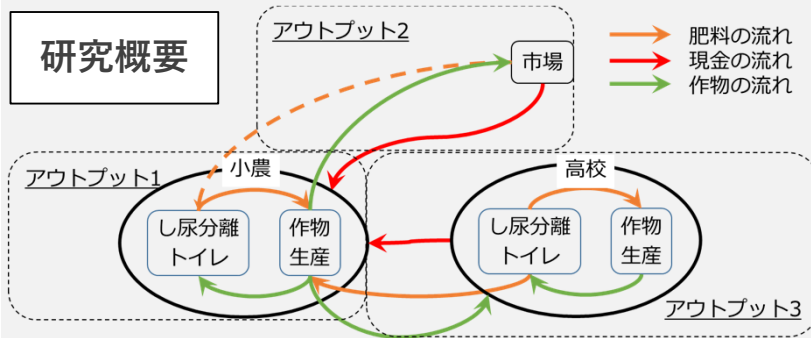 研究概要
アウトプット2
市場
肥料の流れ
現金の流れ
作物の流れ
アウトプット1
小農
し尿分離
トイレ
作物
生産
高校
し尿分離
トイレ
作物
生産
アウトプット3